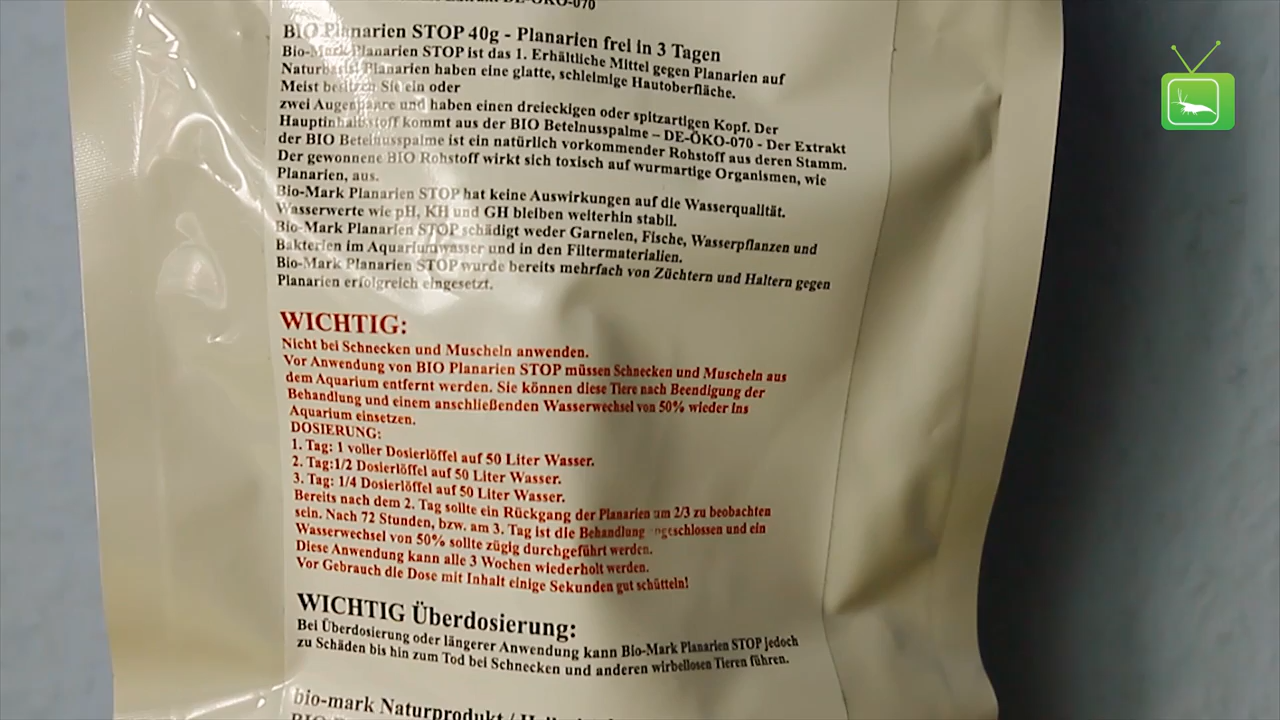 DE-ÖKO-070
BIO Planarien STOP 40g - Planarien frei in 3 Tagen
Bio-Mark Planarien STOP ist das 1. Erhältliche Mittel gegen Planarien auf
Naturbasis! Planarien haben eine glatte, schleimige Hautoberfläche.
Meist besitzen Sie ein oder
zwei Augenpaare und haben einen dreieckigen oder spitzartigen Kopf. Der
Hauptinhaltsstoff kommt aus der BIO Betelnusspalme – DE-ÖKO-070 - Der Extrakt
der BIO Betelnusspalme ist ein natürlich vorkommender Rohstoff aus deren Stamm.
Der gewonnene BIO Rohstoff wirkt sich toxisch auf wurmartige Organismen, wie
Planarien, aus.
Bio-Mark Planarien STOP hat keine Auswirkungen auf die Wasserqualität.
Wasserwerte wie pH, KH und GH bleiben weiterhin stabil.
Bio-Mark Planarien STOP schädigt weder Garnelen, Fische, Wasserpflanzen und
Bakterien im Aquariumwasser und in den Filtermaterialien.
Bio-Mark Planarien STOP wurde bereits mehrfach von Züchtern und Haltern gegen
Planarien erfolgreich eingesetzt.
WICHTIG:
Nicht bei Schnecken und Muscheln anwenden.
Vor Anwendung von BIO Planarien STOP müssen Schnecken und Muscheln aus
dem Aquarium entfernt werden. Sie können diese Tiere nach Beendigung der
Behandlung und einem anschließenden Wasserwechsel von 50% wieder ins
Aquarium einsetzen.
DOSIERUNG:
1. Tag: 1 voller Dosierlöffel auf 50 Liter Wasser.
2. Tag:1/2 Dosierlöffel auf 50 Liter Wasser.
3. Tag: 1/4 Dosierlöffel auf 50 Liter Wasser.
Bereits nach dem 2. Tag sollte ein Rückgang der Planarien um 2/3 zu beobachten
sein. Nach 72 Stunden, bzw. am 3. Tag ist die Behandlung und ein
Wasserwechsel von 50% sollte zügig durchgeführt werden.
Diese Anwendung kann alle 3 Wochen wiederholt werden.
Vor Gebrauch die Dose mit Inhalt einige Sekunden gut schütteln!
WICHTIG Überdosierung:
Bei Überdosierung oder längerer Anwendung kann Bio-Mark Planarien STOP jedoch
zu Schäden bis hin zum Tod bei Schnecken und anderen wirbellosen Tieren führen.
bio-mark Naturprodukt /